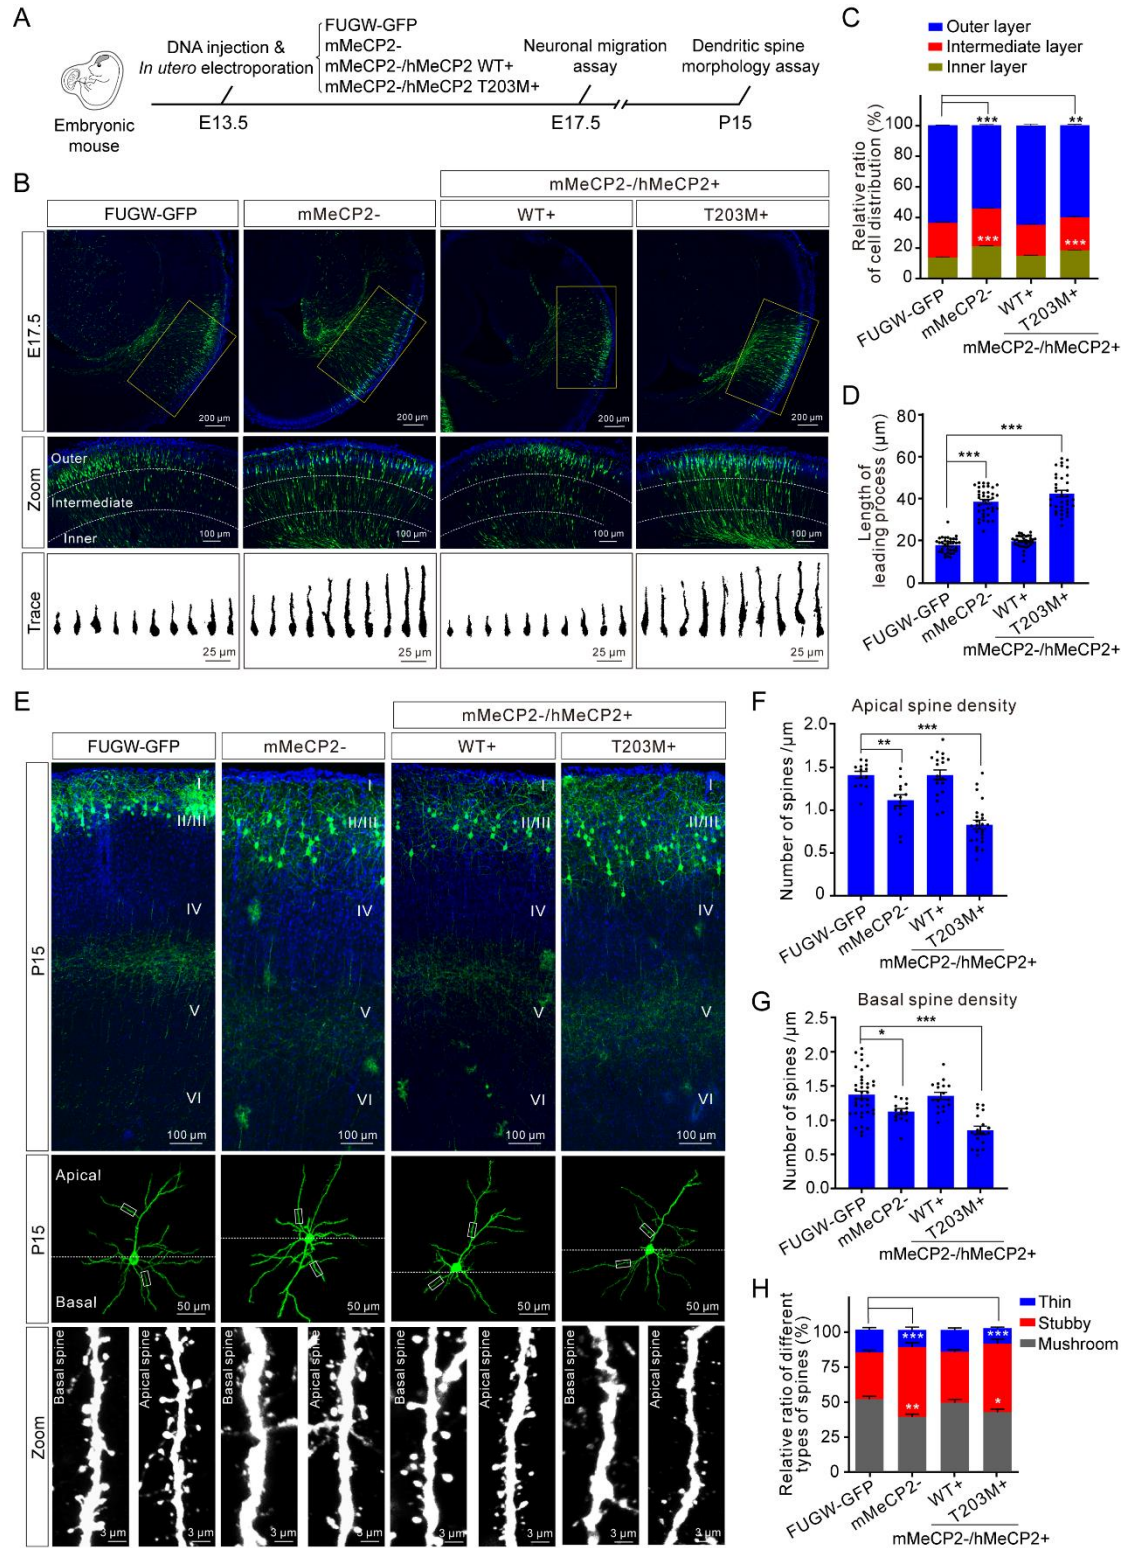 A
Embryonic
mouse
DNA injection &
In utero electroporation
FUGW-GFP
mMeCP2-
mMeCP2-/hMeCP2 WT+
mMeCP2-/hMeCP2 T203M+
Neuronal migration
assay
Dendritic spine
morphology assay
E13.5
E17.5
P15
B
mMeCP2-/hMeCP2+
FUGW-GFP
mMeCP2-
WT+
T203M+
E17.5
200 µm
200 µm
200 µm
200 µm
Zoom
Outer
Intermediate
Inner
100 µm
100 µm
100 µm
100 µm
Trace
25 µm
25 µm
25 µm
25 µm
C
Outer layer
Intermediate layer
Inner layer
Relative ratio
of cell distribution (%)
100
80
60
40
20
0
***
**
***
***
FUGW-GFP
mMeCP2-
WT+
T203M+
mMeCP2-/hMeCP2+
D
Length of
leading process (µm)
80
60
40
20
0
***
***
FUGW-GFP
mMeCP2-
WT+
T203M+
mMeCP2-/hMeCP2+
E
mMeCP2-/hMeCP2+
FUGW-GFP
mMeCP2-
WT+
T203M+
P15
I
II/III
IV
V
VI
100 µm
I
II/III
IV
V
VI
100 µm
I
II/III
IV
V
VI
100 µm
I
II/III
IV
V
VI
100 µm
P15
Apical
Basal
50 µm
50 µm
50 µm
50 µm
Zoom
Basal spine
3 µm
Apical spine
3 µm
Basal spine
3 µm
Apical spine
3 µm
Basal spine
3 µm
Apical spine
3 µm
Basal spine
3 µm
Apical spine
3 µm
F
Apical spine density
Number of spines /µm
2.0
1.5
1.0
0.5
0
***
**
FUGW-GFP
mMeCP2-
WT+
T203M+
mMeCP2-/hMeCP2+
G
Basal spine density
Number of spines /µm
2.5
2.0
1.5
1.0
0.5
0
***
*
FUGW-GFP
mMeCP2-
WT+
T203M+
mMeCP2-/hMeCP2+
H
Thin
Stubby
Mushroom
Relative ratio of different
types of spines (%)
100
75
50
25
0
***
***
**
*
FUGW-GFP
mMeCP2-
WT+
T203M+
mMeCP2-/hMeCP2+